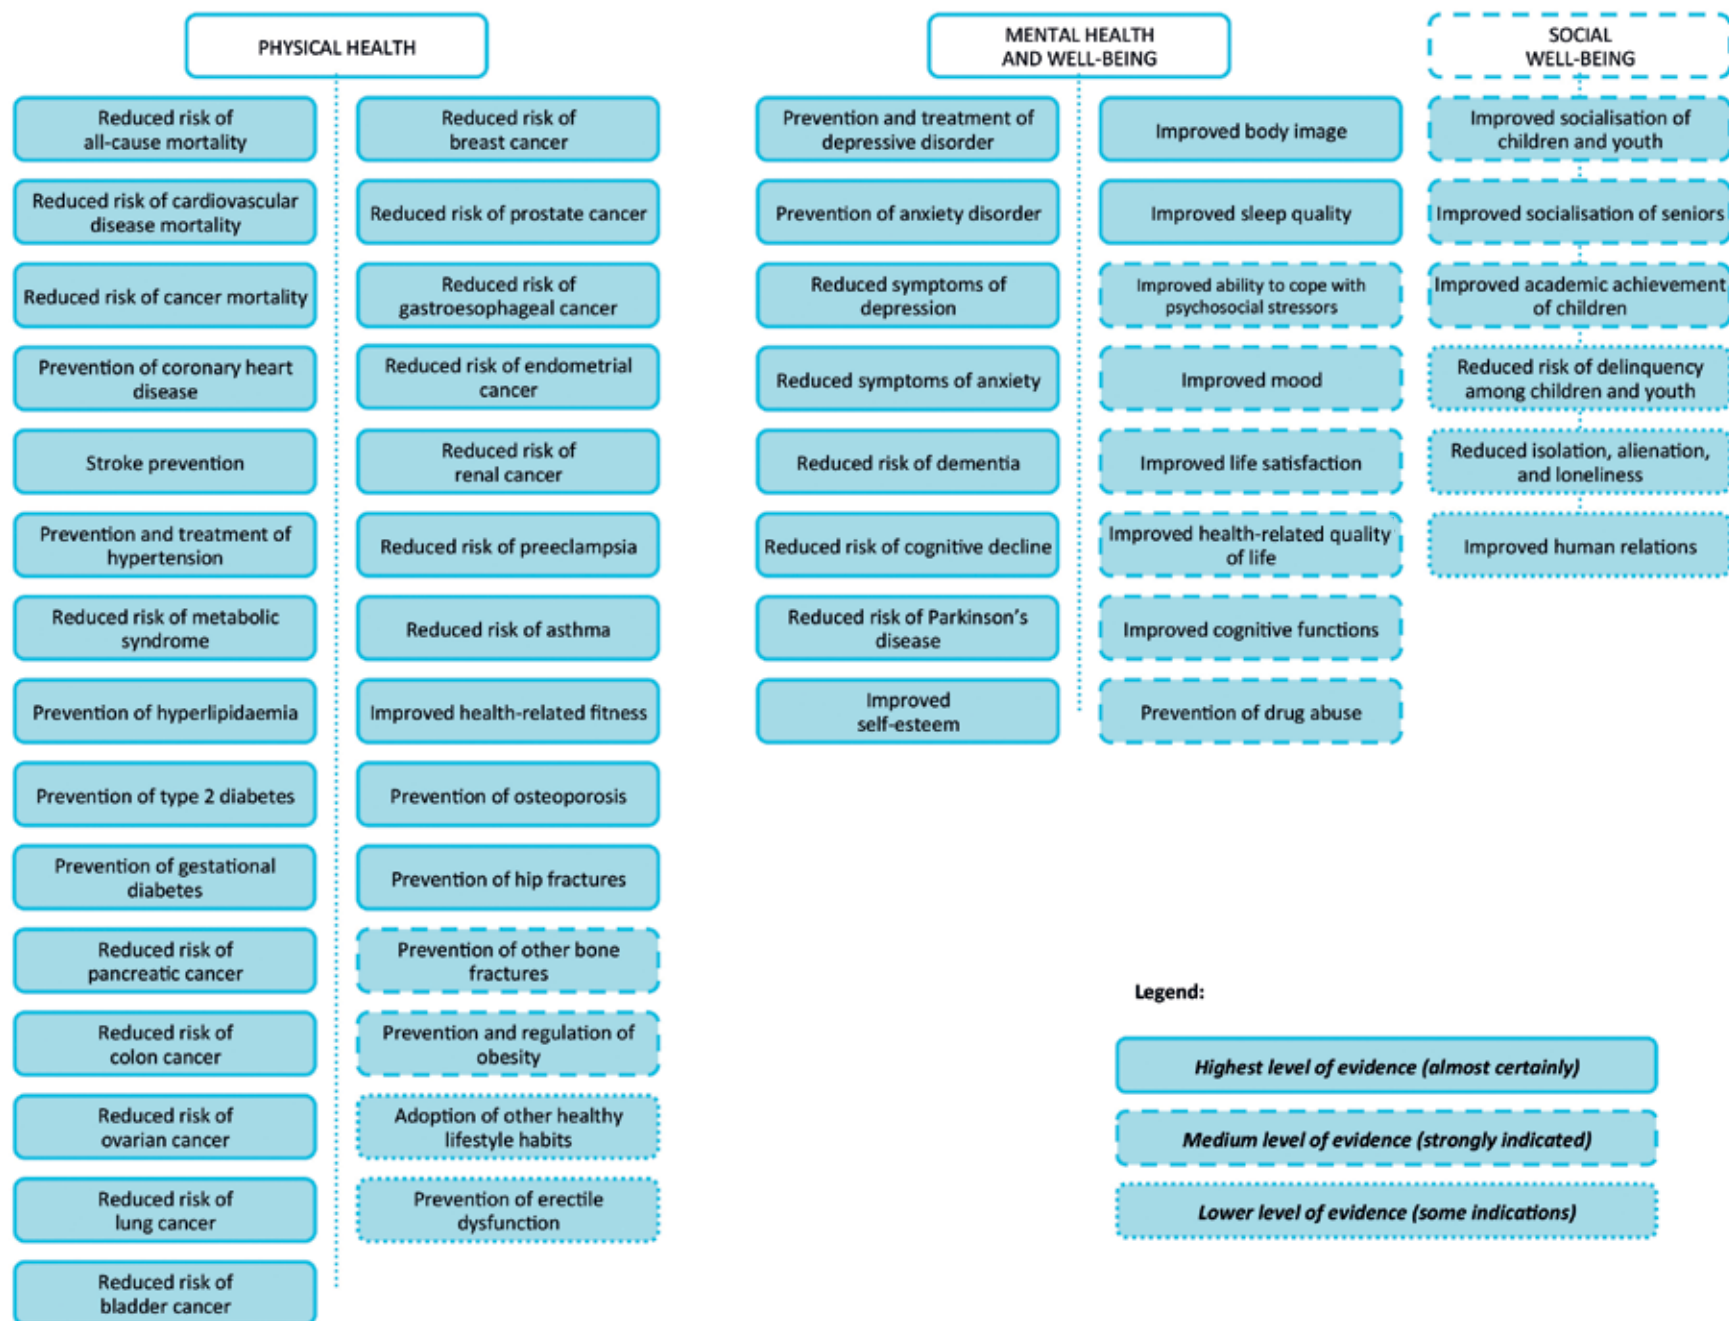 PHYSICAL HEALTH
Reduced risk of
all-cause mortality
Reduced risk of cardiovascular
disease mortality
Reduced risk of cancer mortality
Prevention of coronary heart
disease
Stroke prevention
Prevention and treatment of
hypertension
Reduced risk of metabolic
syndrome
Prevention of hyperlipidaemia
Prevention of type 2 diabetes
Prevention of gestational
diabetes
Reduced risk of
pancreatic cancer
Reduced risk of
colon cancer
Reduced risk of
ovarian cancer
Reduced risk of
lung cancer
Reduced risk of
bladder cancer
Reduced risk of
breast cancer
Reduced risk of prostate cancer
Reduced risk of
gastroesophageal cancer
Reduced risk of endometrial
cancer
Reduced risk of
renal cancer
Reduced risk of preeclampsia
Reduced risk of asthma
Improved health-related fitness
Prevention of osteoporosis
Prevention of hip fractures
Prevention of other bone
fractures
Prevention and regulation of
obesity
Adoption of other healthy
lifestyle habits
Prevention of erectile
dysfunction
MENTAL HEALTH
AND WELL-BEING
Prevention and treatment of
depressive disorder
Prevention of anxiety disorder
Reduced symptoms of
depression
Reduced symptoms of anxiety
Reduced risk of dementia
Reduced risk of cognitive decline
Reduced risk of Parkinson's
disease
Improved
self-esteem
Improved body image
Improved sleep quality
Improved ability to cope with
psychosocial stressors
Improved mood
Improved life satisfaction
Improved health-related quality
of life
Improved cognitive functions
Prevention of drug abuse
SOCIAL
WELL-BEING
Improved socialisation of
children and youth
Improved socialisation of seniors
Improved academic achievement
of children
Reduced risk of delinquency
among children and youth
Reduced isolation, alienation,
and loneliness
Improved human relations
Legend:
Highest level of evidence (almost certainly)
Medium level of evidence (strongly indicated)
Lower level of evidence (some indications)